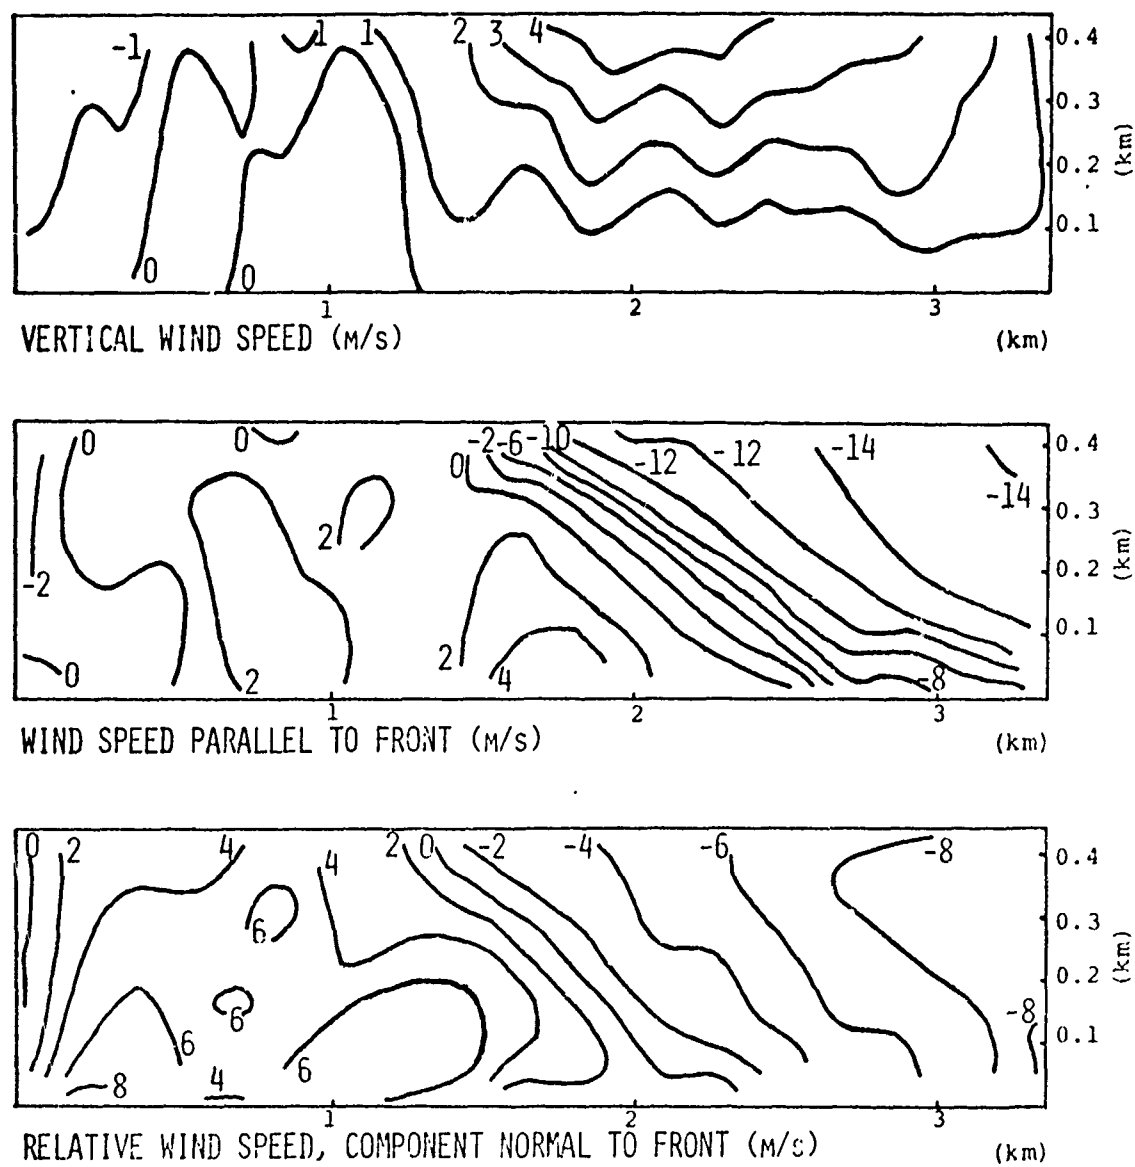 -1 1 1 2 3 4 0.4
0.3
0.2 (km)
0.1
0 0
1 2 3
VERTICAL WIND SPEED (M/S) (km)
0 0 0 -2 -6 -10 -12 -12 -14 0.4
-14
2 0.3
-2 0.2 (km)
0.1
0 2 2 4 -8
1 2 3
WIND SPEED PARALLEL TO FRONT (M/S) (km)
0 2 4 4 2 0 -2 -4 -6 -8 0.4
6 0.3
0.2 (km)
6 -8
6 6 0.1
8 4
1 2 3
RELATIVE WIND SPEED, COMPONENT NORMAL TO FRONT (M/S) (km)